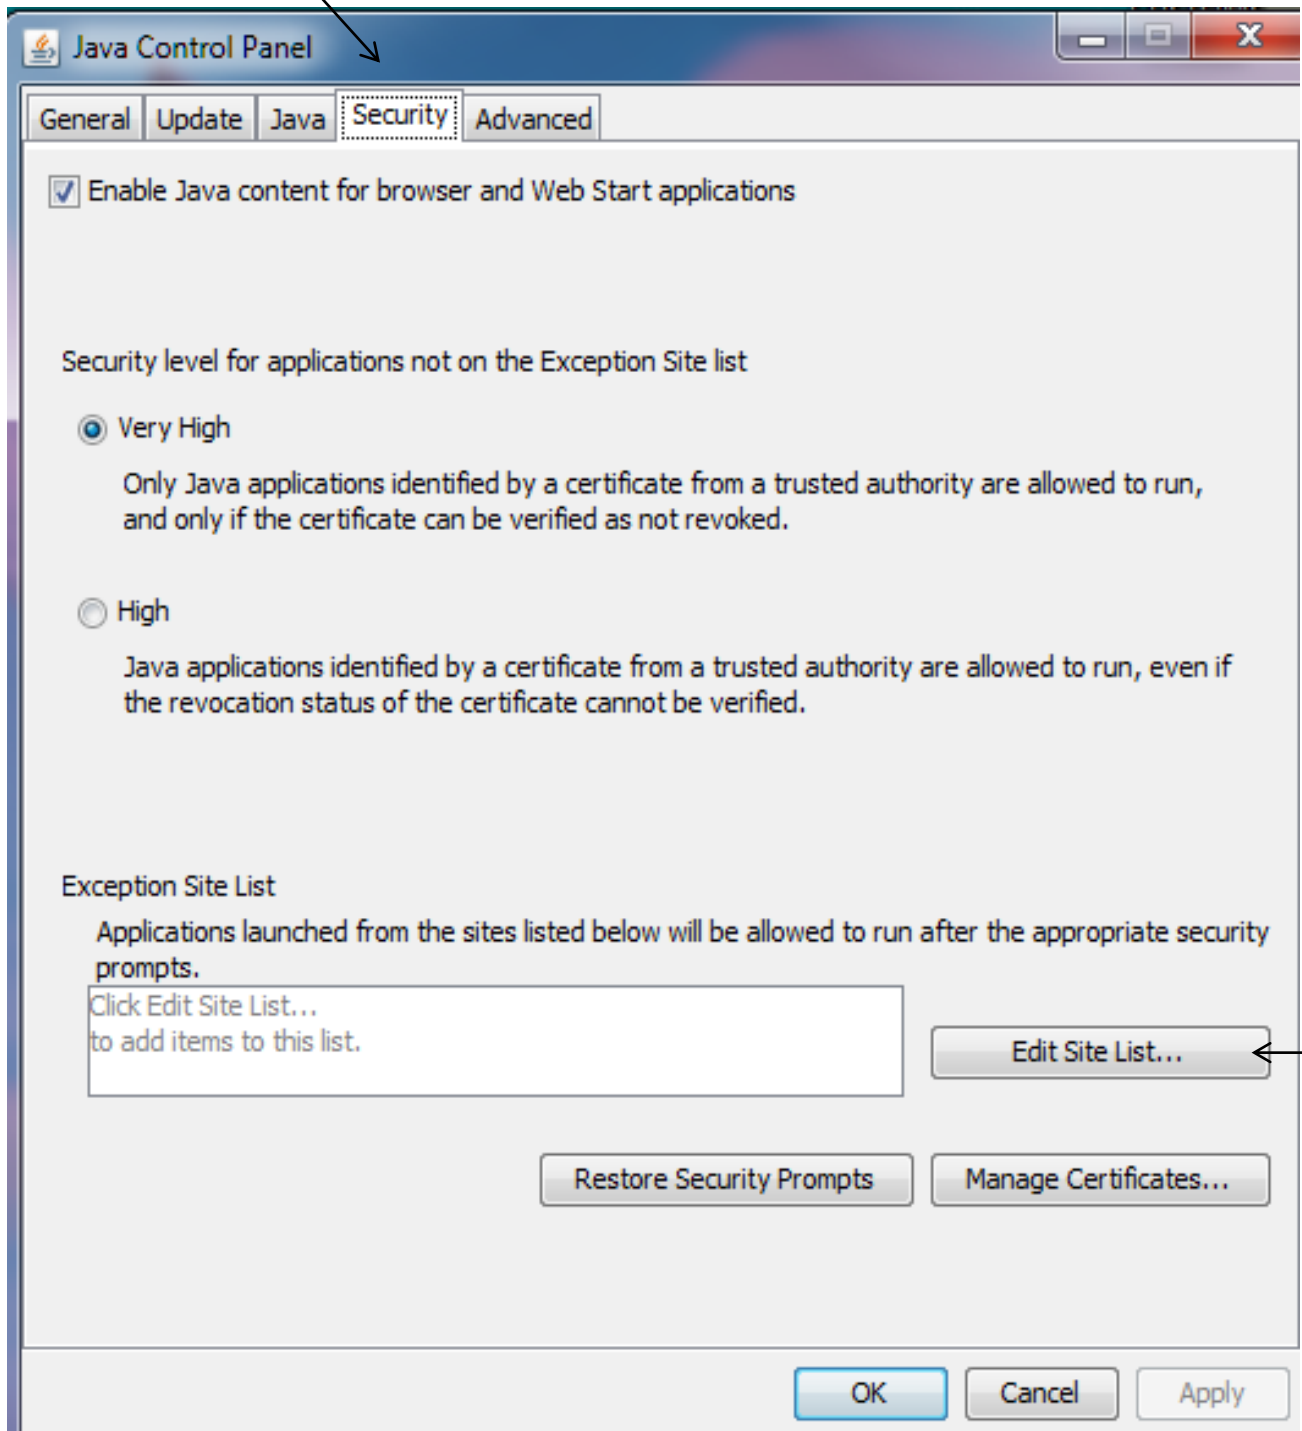 Java Control Panel
General Update Java Security Advanced
Enable Java content for browser and Web Start applications
Security level for applications not on the Exception Site list
Very High
Only Java applications identified by a certificate from a trusted authority are allowed to run,
and only if the certificate can be verified as not revoked.
High
Java applications identified by a certificate from a trusted authority are allowed to run, even if
the revocation status of the certificate cannot be verified.
Exception Site List
Applications launched from the sites listed below will be allowed to run after the appropriate security
prompts.
Click Edit Site List...
to add items to this list.
Edit Site List...
Restore Security Prompts Manage Certificates...
OK Cancel Apply